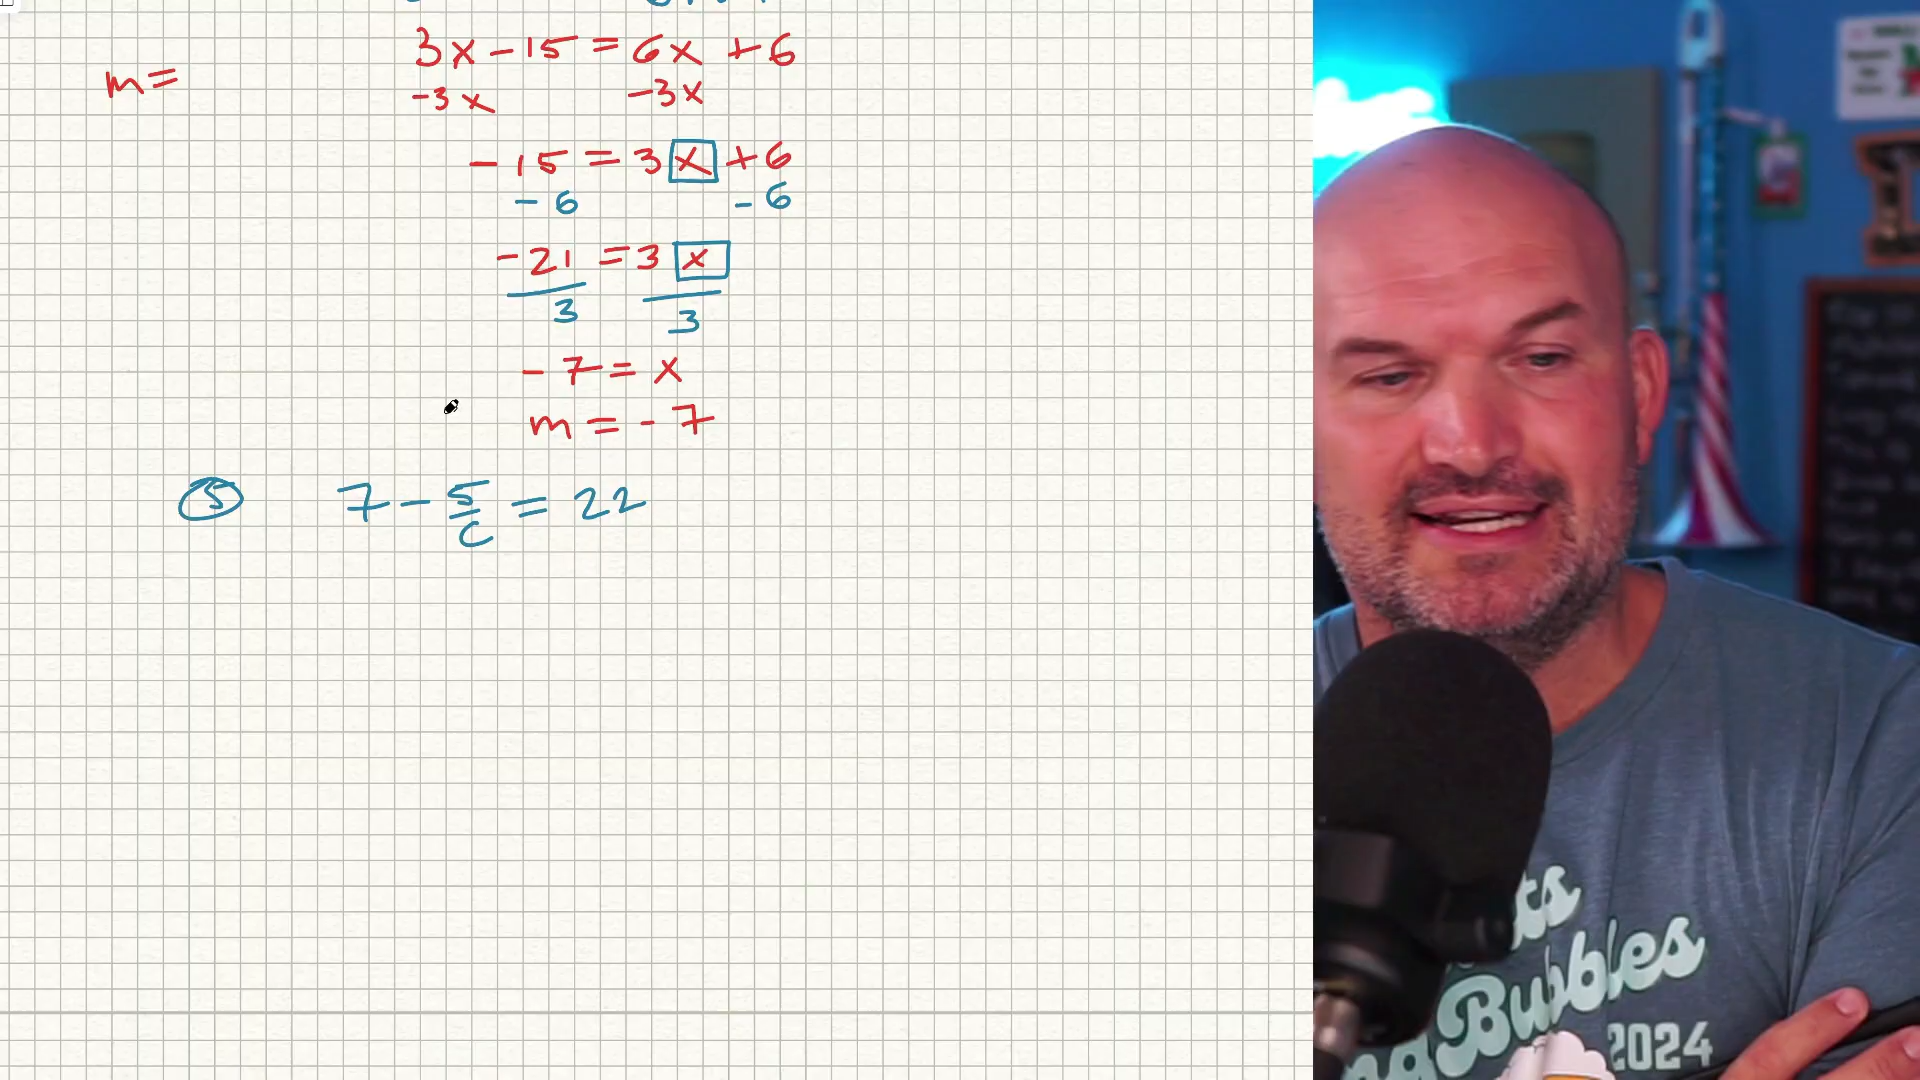 3x - 15 = 6x + 6
m =
-3x -3x
-15 = 3x + 6
-6 -6
-21 = 3x
3 3
-7 = x
m = -7
5 7 - 5/c = 22
Bubbles
2024